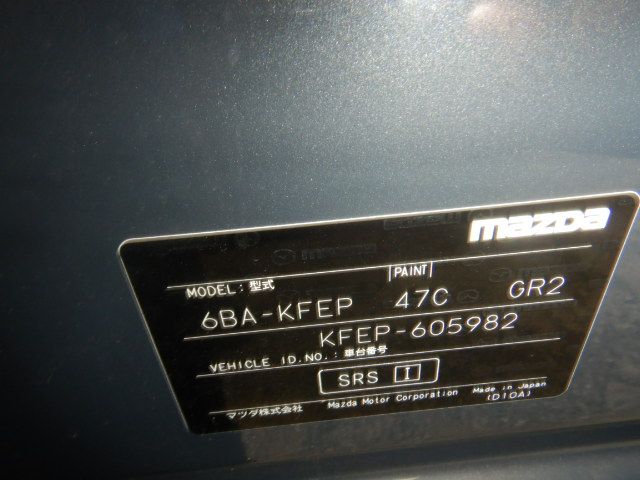 mazda
MODEL:型式 PAINT
6BA-KFEP 47C GR2
KFEP-605982
VEHICLE ID.NO.:車台番号
SRS I
マツダ株式会社 Mazda Motor Corporation Made in Japan
(D10A)